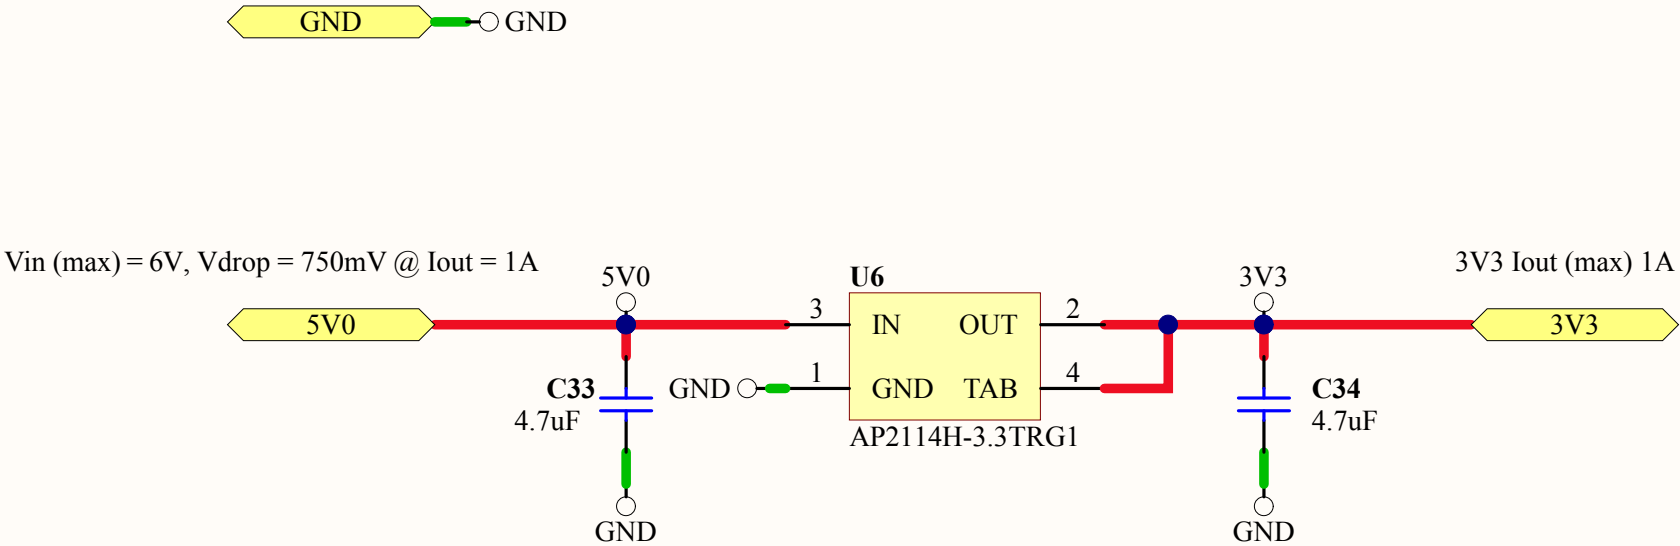 GND GND
Vin (max) = 6V, Vdrop = 750mV @ Iout = 1A
3V3 Iout (max) 1A
5V0
5V0
U6
3
IN
OUT
2
1
GND
GND
TAB
4
AP2114H-3.3TRG1
3V3
3V3
C33
4.7uF
GND
C34
4.7uF
GND